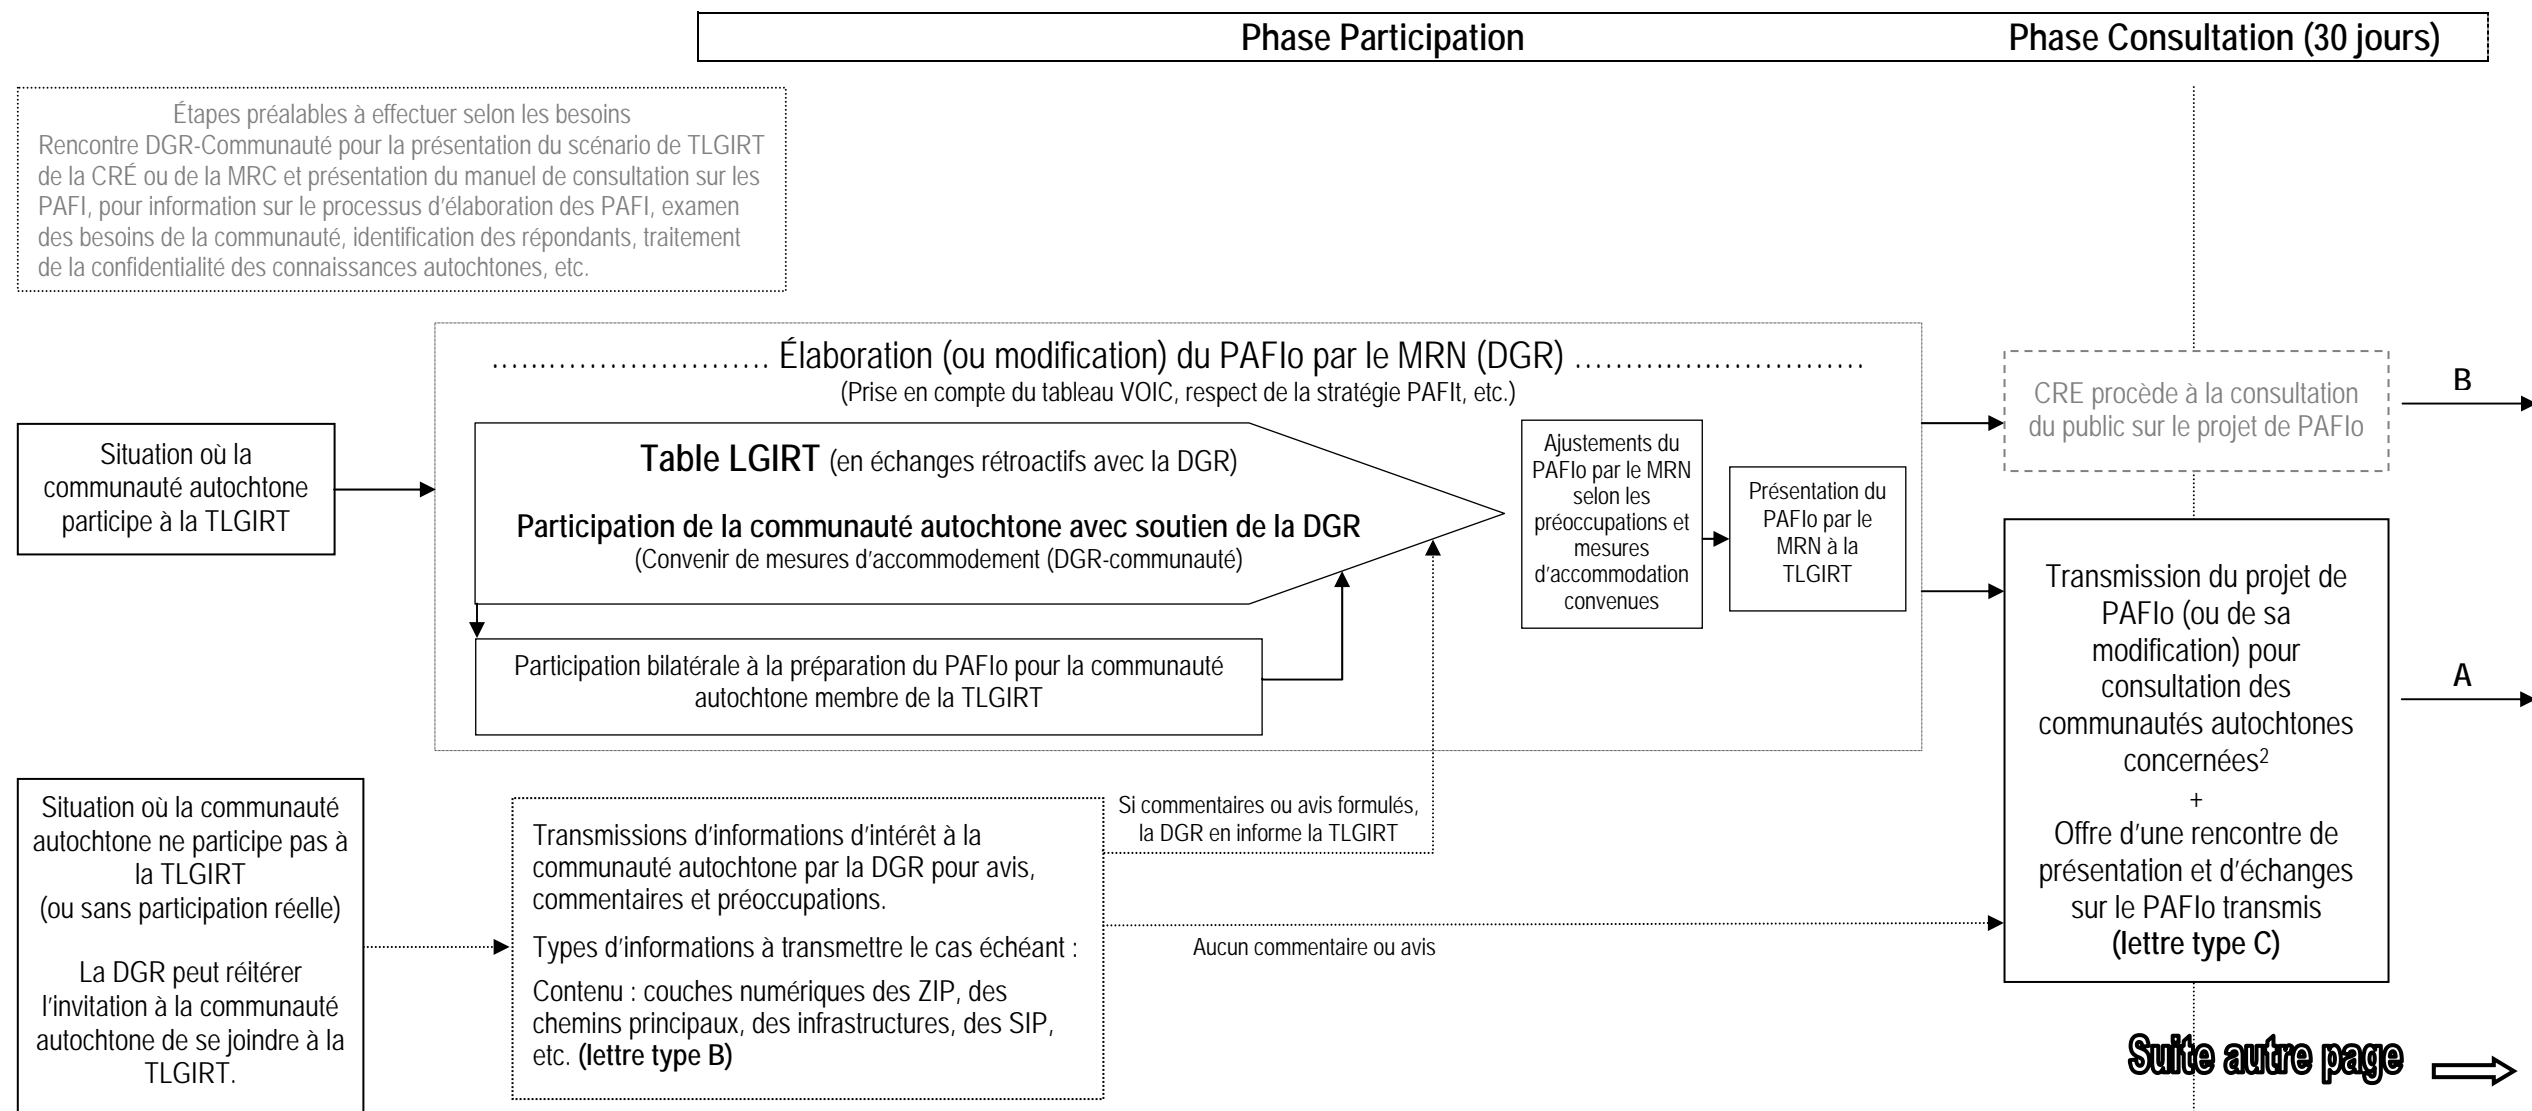 Phase Participation
Phase Consultation (30 jours)
Étapes préalables à effectuer selon les besoins
Rencontre DGR-Communauté pour la présentation du scénario de TLGIRT
de la CRÉ ou de la MRC et présentation du manuel de consultation sur les
PAFI, pour information sur le processus d'élaboration des PAFI, examen
des besoins de la communauté, identification des répondants, traitement
de la confidentialité des connaissances autochtones, etc.
............................ Élaboration (ou modification) du PAFIo par le MRN (DGR) .............................
(Prise en compte du tableau VOIC, respect de la stratégie PAFIt, etc.)
Situation où la
communauté autochtone
participe à la TLGIRT
Table LGIRT (en échanges rétroactifs avec la DGR)
Participation de la communauté autochtone avec soutien de la DGR
(Convenir de mesures d'accommodement (DGR-communauté)
Participation bilatérale à la préparation du PAFIo pour la communauté
autochtone membre de la TLGIRT
Ajustements du
PAFIo par le MRN
selon les
préoccupations et
mesures
d'accommodation
convenues
Présentation du
PAFIo par le
MRN à la
TLGIRT
CRE procède à la consultation
du public sur le projet de PAFIo
B
Transmission du projet de
PAFIo (ou de sa
modification) pour
consultation des
communautés autochtones
concernées2
+
Offre d'une rencontre de
présentation et d'échanges
sur le PAFIo transmis
(lettre type C)
A
Situation où la communauté
autochtone ne participe pas à
la TLGIRT
(ou sans participation réelle)
La DGR peut réitérer
l'invitation à la communauté
autochtone de se joindre à la
TLGIRT.
Transmissions d'informations d'intérêt à la
communauté autochtone par la DGR pour avis,
commentaires et préoccupations.
Types d'informations à transmettre le cas échéant :
Contenu : couches numériques des ZIP, des
chemins principaux, des infrastructures, des SIP,
etc. (lettre type B)
Si commentaires ou avis formulés,
la DGR en informe la TLGIRT
Aucun commentaire ou avis
Suite autre page